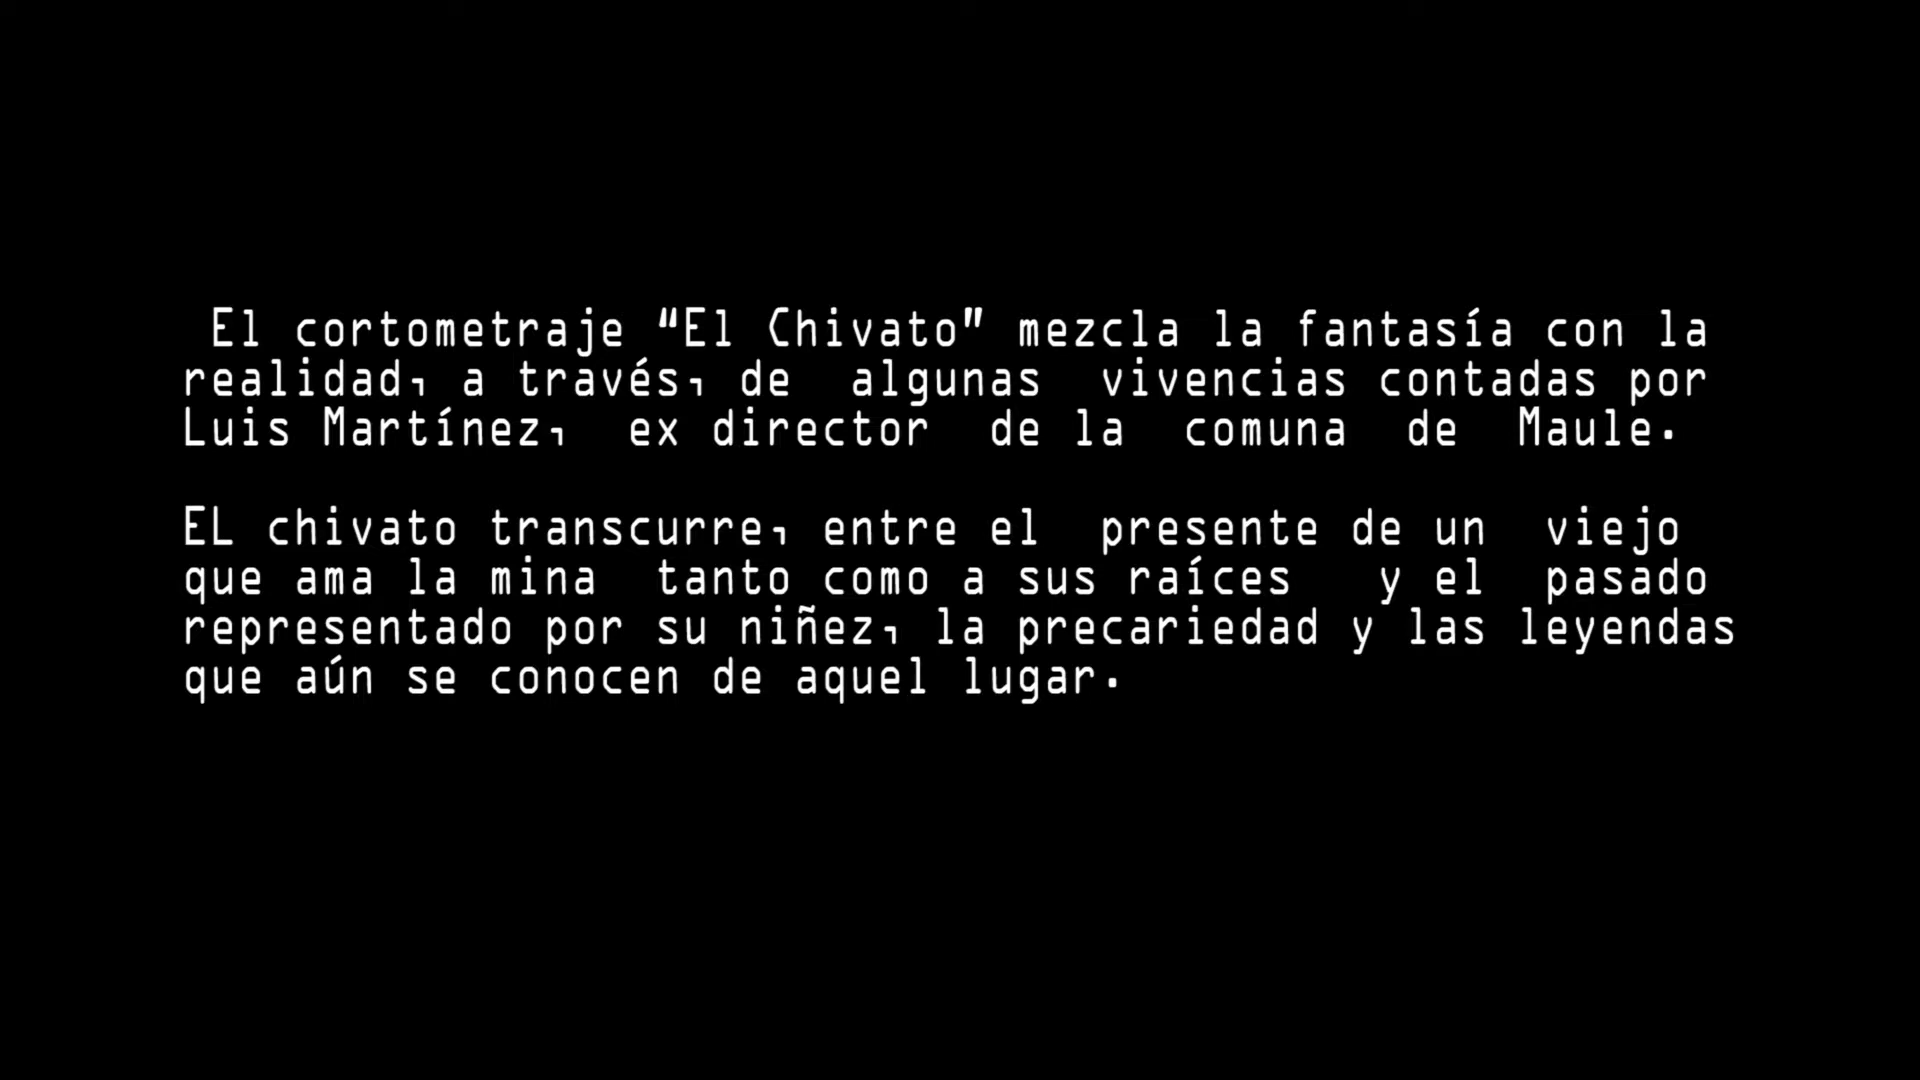 El cortometraje “El Chivato” mezcla la fantasía con la
realidad, a través, de algunas vivencias contadas por
Luis Martínez, ex director de la comuna de Maule.
EL chivato transcurre, entre el presente de un viejo
que ama la mina tanto como a sus raíces y el pasado
representado por su niñez, la precariedad y las leyendas
que aún se conocen de aquel lugar.